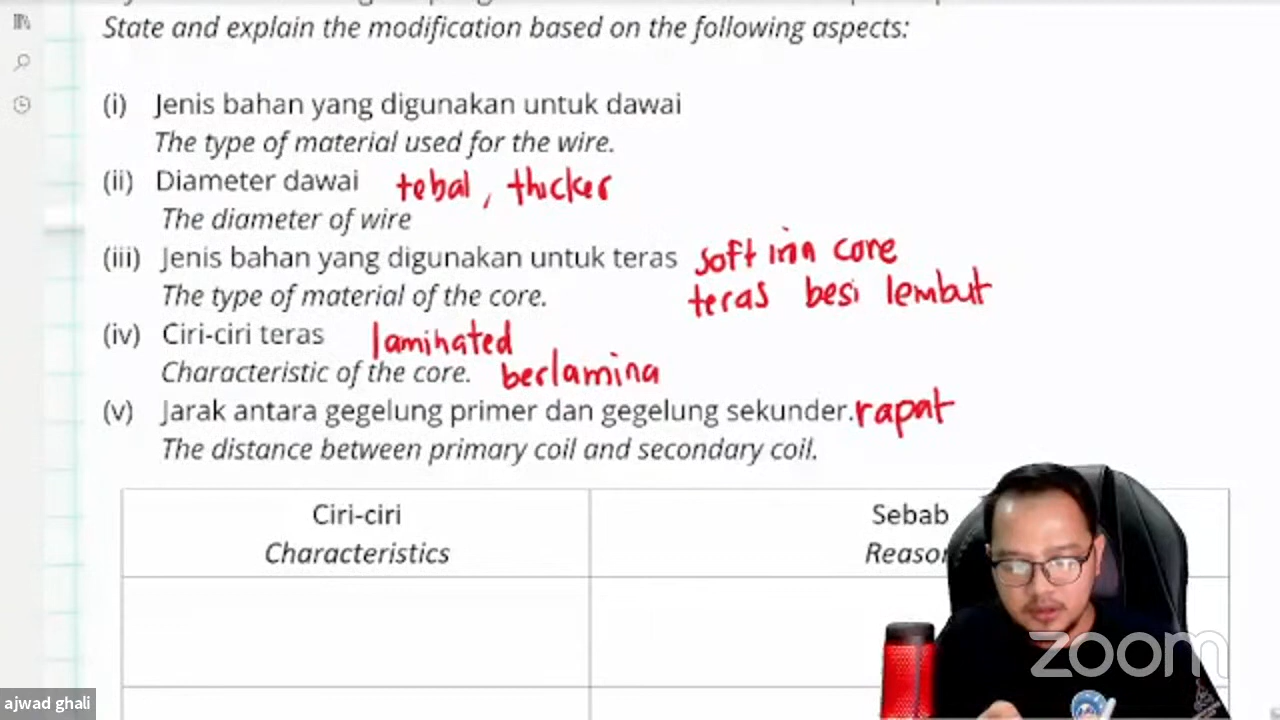 State and explain the modification based on the following aspects:
(i) Jenis bahan yang digunakan untuk dawai
The type of material used for the wire.
(ii) Diameter dawai tebal, thicker
The diameter of wire
(iii) Jenis bahan yang digunakan untuk teras soft iron core
The type of material of the core. teras besi lembut
(iv) Ciri-ciri teras laminated
Characteristic of the core. berlamina
(v) Jarak antara gegelung primer dan gegelung sekunder. rapat
The distance between primary coil and secondary coil.
Ciri-ciri Sebab
Characteristics Reason
zoom
ajwad ghali